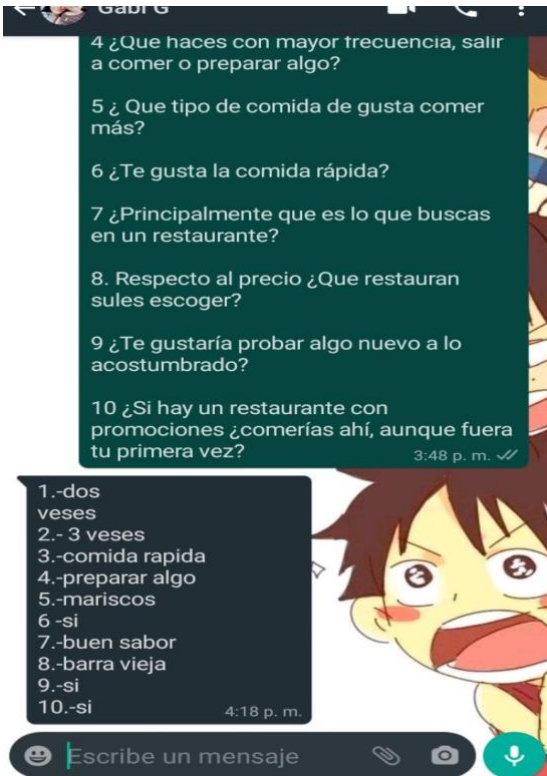 Gabi G
4 ¿Que haces con mayor frecuencia, salir
a comer o preparar algo?
5 ¿ Que tipo de comida de gusta comer
más?
6 ¿Te gusta la comida rápida?
7 ¿Principalmente que es lo que buscas
en un restaurante?
8. Respecto al precio ¿Que restauran
sules escoger?
9 ¿Te gustaría probar algo nuevo a lo
acostumbrado?
10 ¿Si hay un restaurante con
promociones ¿comerías ahí, aunque fuera
tu primera vez?
3:48 p. m.
1.-dos
veses
2.- 3 veses
3.-comida rapida
4.-preparar algo
5.-mariscos
6 -si
7.-buen sabor
8.-barra vieja
9.-si
10.-si
4:18 p. m.
Escribe un mensaje